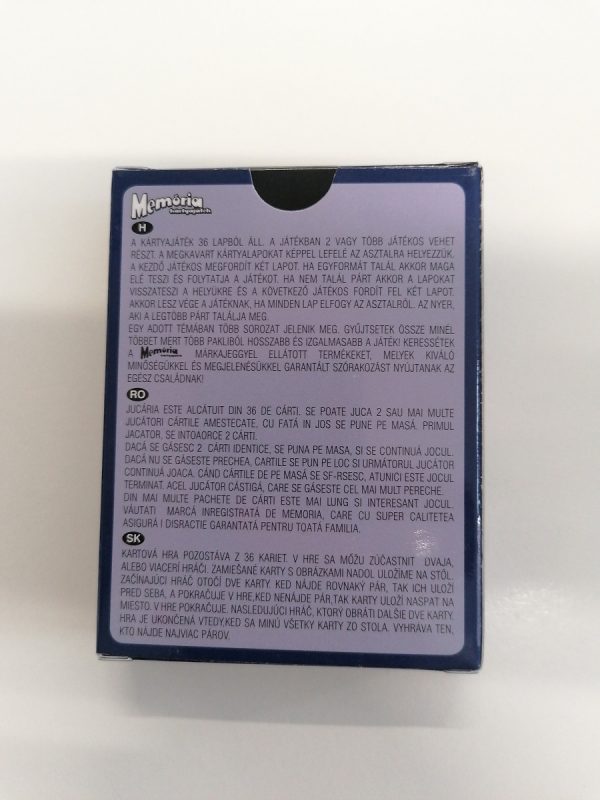 Memória
kártyajáték
H
A KÁRTYAJÁTÉK 36 LAPBÓL ÁLL. A JÁTÉKBAN 2 VAGY TÖBB JÁTÉKOS VEHET
RÉSZT. A MEGKAVART KÁRTYALAPOKAT KÉPPEL LEFELÉ AZ ASZTALRA HELYEZZÜK.
A KEZDŐ JÁTÉKOS MEGFORDÍT KÉT LAPOT. HA EGYFORMÁT TALÁL AKKOR MAGA
ELÉ TESZI ÉS FOLYTATJA A JÁTÉKOT. HA NEM TALÁL PÁRT AKKOR A LAPOKAT
VISSZATESZI A HELYÜKRE ÉS A KÖVETKEZŐ JÁTÉKOS FORDÍT FEL KÉT LAPOT.
AKKOR LESZ VÉGE A JÁTÉKNAK, HA MINDEN LAP ELFOGY AZ ASZTALRÓL. AZ NYER,
AKI A LEGTÖBB PÁRT TALÁLJA MEG.
EGY ADOTT TÉMÁBAN TÖBB SOROZAT JELENIK MEG. GYŰJTSETEK ÖSSZE MINÉL
TÖBBET MERT TÖBB PAKLIBÓL HOSSZABB ÉS IZGALMASABB A JÁTÉK! KERESSÉTEK
A Memória MÁRKAJEGGYEL ELLÁTOTT TERMÉKEKET, MELYEK KIVÁLÓ
MINŐSÉGÜKKEL ÉS MEGJELENÉSÜKKEL GARANTÁLT SZÓRAKOZÁST NYÚJTANAK AZ
EGÉSZ CSALÁDNAK!
RO
JUCĂRIA ESTE ALCĂTUIT DIN 36 DE CĂRTI. SE POATE JUCA 2 SAU MAI MULTE
JUCĂTORI CĂRTILE AMESTECATE, CU FATĂ IN JOS SE PUNE PE MASĂ. PRIMUL
JACATOR, SE INTOAORCE 2 CĂRTI.
DACĂ SE GĂSESC 2 CĂRTI IDENTICE, SE PUNA PE MASA, SI SE CONTINUĂ JOCUL.
DACĂ NU SE GĂSESTE PRECHEA, CARTILE SE PUN PE LOC SI URMĂTORUL JUCĂTOR
CONTINUĂ JOACA. CÂND CĂRTILE DE PE MASĂ SE SF-RSESC, ATUNICI ESTE JOCUL
TERMINAT. ACEL JUCĂTOR CÁSTIGĂ, CARE SE GĂSESTE CEL MAI MULT PERECHE.
DIN MAI MULTE PACHETE DE CĂRTI ESTE MAI LUNG SI INTERESANT JOCUL.
VĂUTATI MARCĂ INREGISTRATĂ DE MEMORIA, CARE CU SUPER CALITETEA
ASIGURĂ I DISRACTIE GARANTATĂ PENTRU TOATĂ FAMILIA.
SK
KARTOVÁ HRA POZOSTÁVA Z 36 KARIET. V HRE SA MÔŽU ZÚČASTNIT DVAJA,
ALEBO VIACERÍ HRÁČI. ZAMIEŠANÉ KARTY S OBRÁZKAMI NADOL ULOŽÍME NA STÔL.
ZAČÍNAJÚCI HRÁČ OTOČÍ DVE KARTY. KED NÁJDE ROVNAKÝ PÁR, TAK ICH ULOŽÍ
PRED SEBA, A POKRAČUJE V HRE, KED NENÁJDE PÁR, TAK KARTY ULOŽÍ NASPAT NA
MIESTO. V HRE POKRAČUJE. NASLEDUJÚCI HRÁČ, KTORÝ OBRÁTI DALŠIE DVE KARTY.
HRA JE UKONČENÁ VTEDY, KED SA MINÚ VŠETKY KARTY ZO STOLA. VYHRÁVA TEN,
KTO NÁJDE NAJVIAC PÁROV.